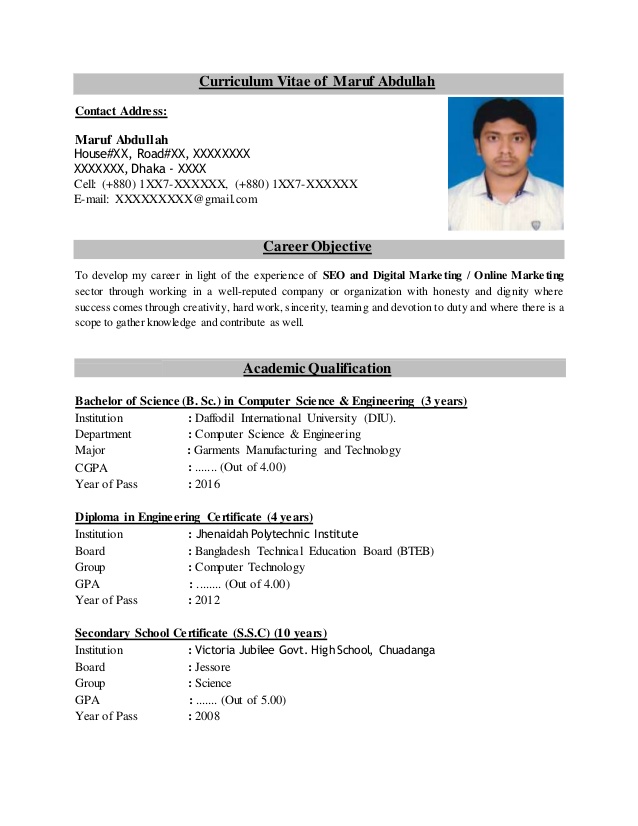 Curriculum Vitae of Maruf Abdullah
Contact Address:
Maruf Abdullah
House#XX, Road#XX, XXXXXXXX
XXXXXXX, Dhaka - XXXX
Cell: (+880) 1XX7-XXXXXX, (+880) 1XX7-XXXXXX
E-mail: XXXXXXXXX@gmail.com
Career Objective
To develop my career in light of the experience of SEO and Digital Marketing / Online Marketing
sector through working in a well-reputed company or organization with honesty and dignity where
success comes through creativity, hard work, sincerity, teaming and devotion to duty and where there is a
scope to gather knowledge and contribute as well.
Academic Qualification
Bachelor of Science (B. Sc.) in Computer Science & Engineering (3 years)
Institution : Daffodil International University (DIU).
Department : Computer Science & Engineering
Major : Garments Manufacturing and Technology
CGPA : ....... (Out of 4.00)
Year of Pass : 2016
Diploma in Engineering Certificate (4 years)
Institution : Jhenaidah Polytechnic Institute
Board : Bangladesh Technical Education Board (BTEB)
Group : Computer Technology
GPA : ........ (Out of 4.00)
Year of Pass : 2012
Secondary School Certificate (S.S.C) (10 years)
Institution : Victoria Jubilee Govt. High School, Chuadanga
Board : Jessore
Group : Science
GPA : ....... (Out of 5.00)
Year of Pass : 2008